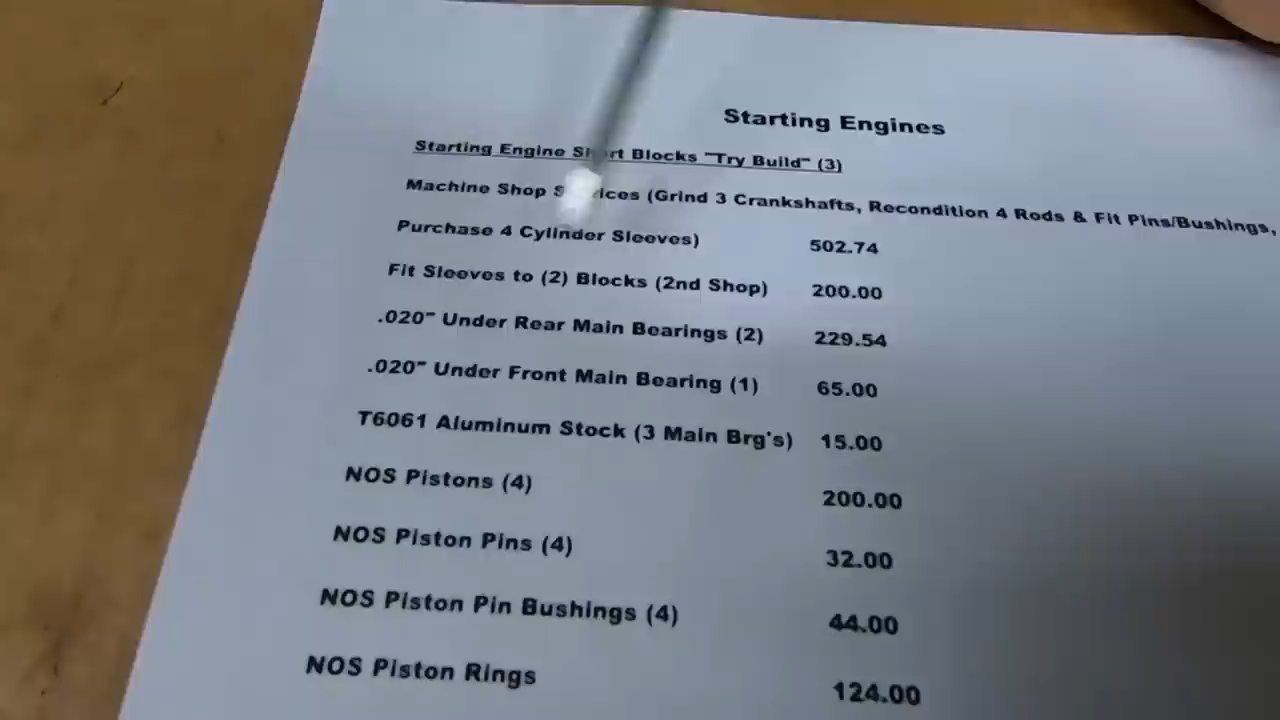 Starting Engines
Starting Engine Short Blocks "Try Build" (3)
Machine Shop Services (Grind 3 Crankshafts, Recondition 4 Rods & Fit Pins/Bushings,
Purchase 4 Cylinder Sleeves) 502.74
Fit Sleeves to (2) Blocks (2nd Shop) 200.00
.020" Under Rear Main Bearings (2) 229.54
.020" Under Front Main Bearing (1) 65.00
T6061 Aluminum Stock (3 Main Brg's) 15.00
NOS Pistons (4) 200.00
NOS Piston Pins (4) 32.00
NOS Piston Pin Bushings (4) 44.00
NOS Piston Rings 124.00